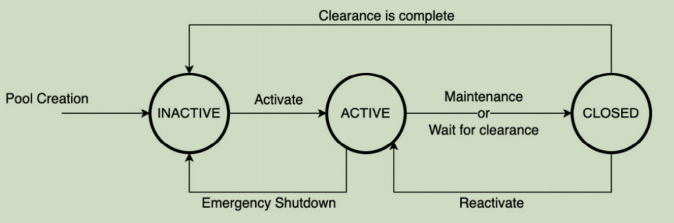 Clearance is complete
Pool Creation
INACTIVE
Activate
ACTIVE
Maintenance
or
Wait for clearance
CLOSED
Emergency Shutdown
Reactivate